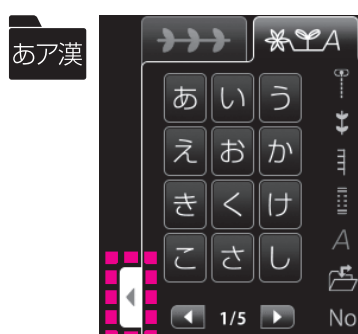 あア漢
A
あ い う
え お か
き く け
こ さ し
A
1/5
No